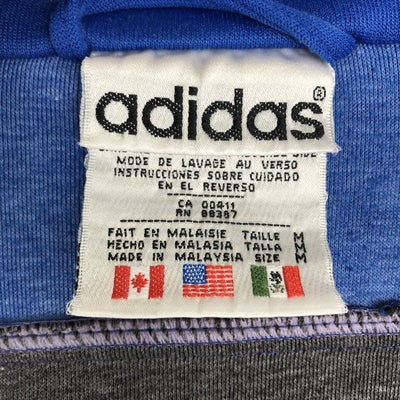 adidas®
SIDE
MODE DE LAVAGE AU VERSO
INSTRUCCIONES SOBRE CUIDADO
EN EL REVERSO
CA 00411
RN 88387
FAIT EN MALAISIE TAILLE M
HECHO EN MALASIA TALLA M
MADE IN MALAYSIA SIZE M